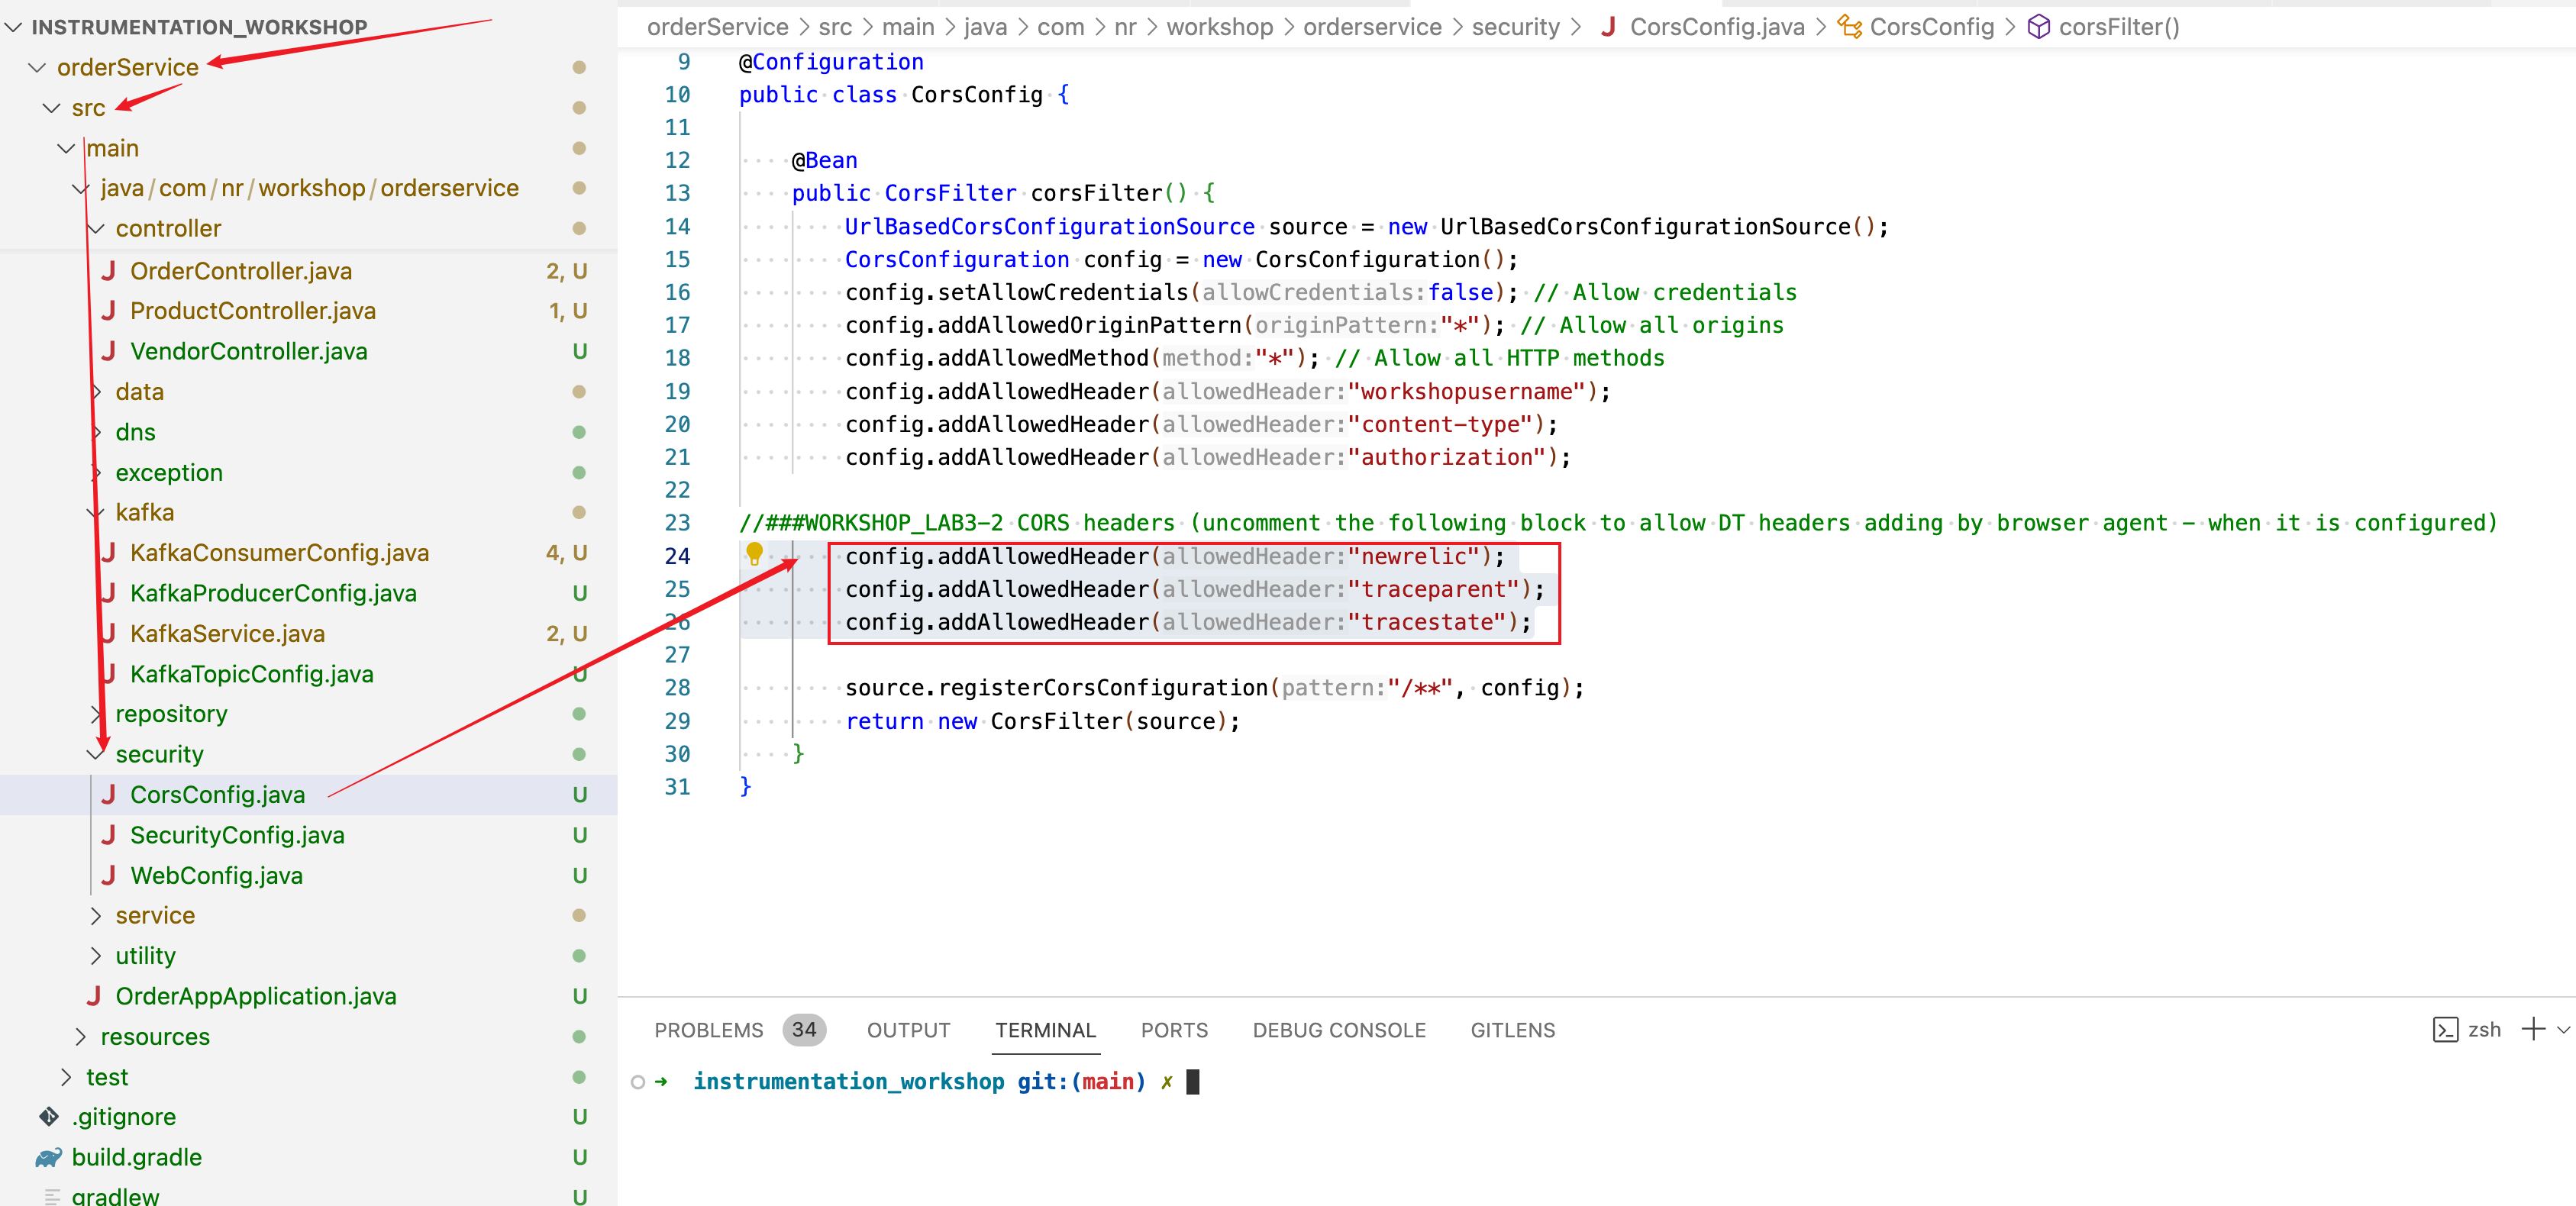 INSTRUMENTATION_WORKSHOP
orderService
src
main
java/com/nr/workshop/orderservice
controller
OrderController.java 2, U
ProductController.java 1, U
VendorController.java U
data
dns
exception
kafka
KafkaConsumerConfig.java 4, U
KafkaProducerConfig.java U
KafkaService.java 2, U
KafkaTopicConfig.java U
repository
security
CorsConfig.java U
SecurityConfig.java U
WebConfig.java U
service
utility
OrderAppApplication.java U
resources
test
.gitignore U
build.gradle U
gradlew U
orderService > src > main > java > com > nr > workshop > orderservice > security > J CorsConfig.java > CorsConfig > corsFilter()
9 @Configuration
10 public class CorsConfig {
11
12 @Bean
13 public CorsFilter corsFilter() {
14 UrlBasedCorsConfigurationSource source = new UrlBasedCorsConfigurationSource();
15 CorsConfiguration config = new CorsConfiguration();
16 config.setAllowCredentials(allowCredentials:false); // Allow credentials
17 config.addAllowedOriginPattern(originPattern:"*"); // Allow all origins
18 config.addAllowedMethod(method:"*"); // Allow all HTTP methods
19 config.addAllowedHeader(allowedHeader:"workshopusername");
20 config.addAllowedHeader(allowedHeader:"content-type");
21 config.addAllowedHeader(allowedHeader:"authorization");
22
23 //###WORKSHOP_LAB3-2 CORS headers (uncomment the following block to allow DT headers adding by browser agent - when it is configured)
24 config.addAllowedHeader(allowedHeader:"newrelic");
25 config.addAllowedHeader(allowedHeader:"traceparent");
26 config.addAllowedHeader(allowedHeader:"tracestate");
27
28 source.registerCorsConfiguration(pattern:"/**", config);
29 return new CorsFilter(source);
30 }
31 }
PROBLEMS 34 OUTPUT TERMINAL PORTS DEBUG CONSOLE GITLENS zsh
instrumentation_workshop git:(main) ✗